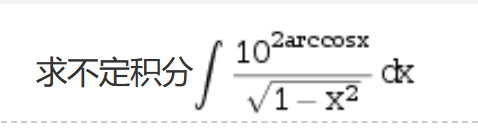 求不定积分∫ 10^{2arccosx} / √(1 − x²) dx